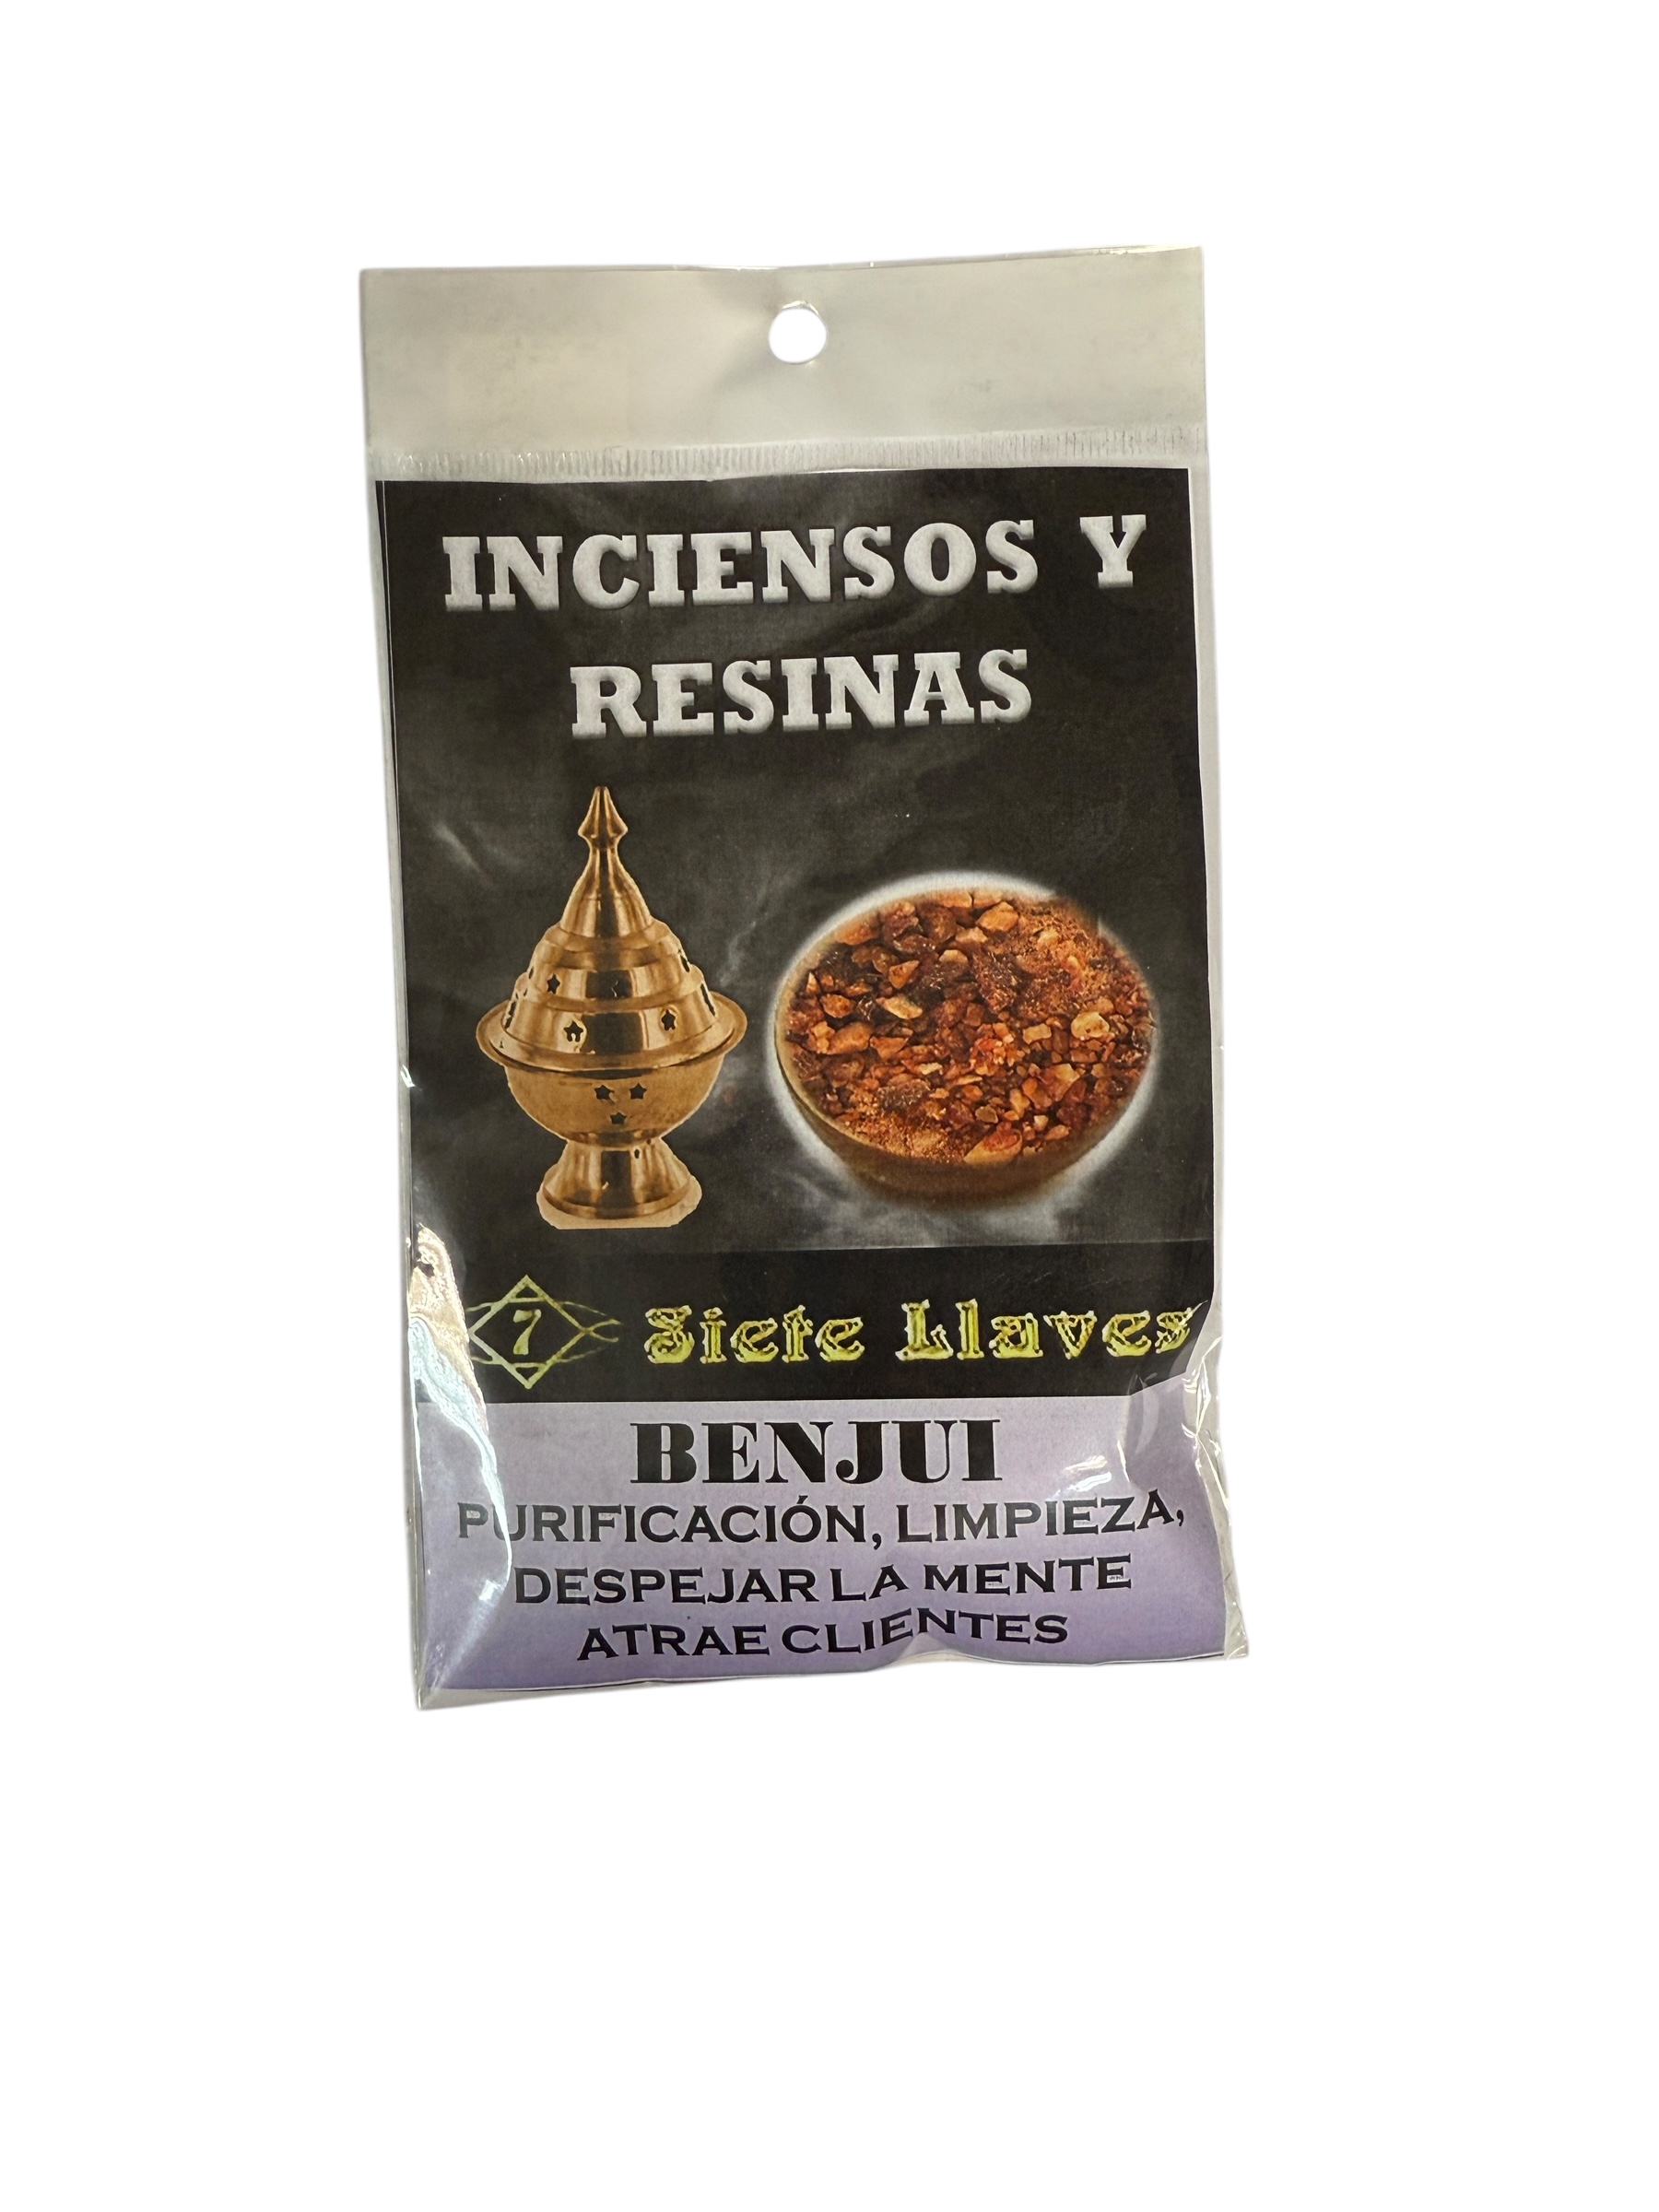 INCIENSOS Y
RESINAS
7 Siete Llaves
BENJUI
PURIFICACIÓN, LIMPIEZA,
DESPEJAR LA MENTE
ATRAE CLIENTES